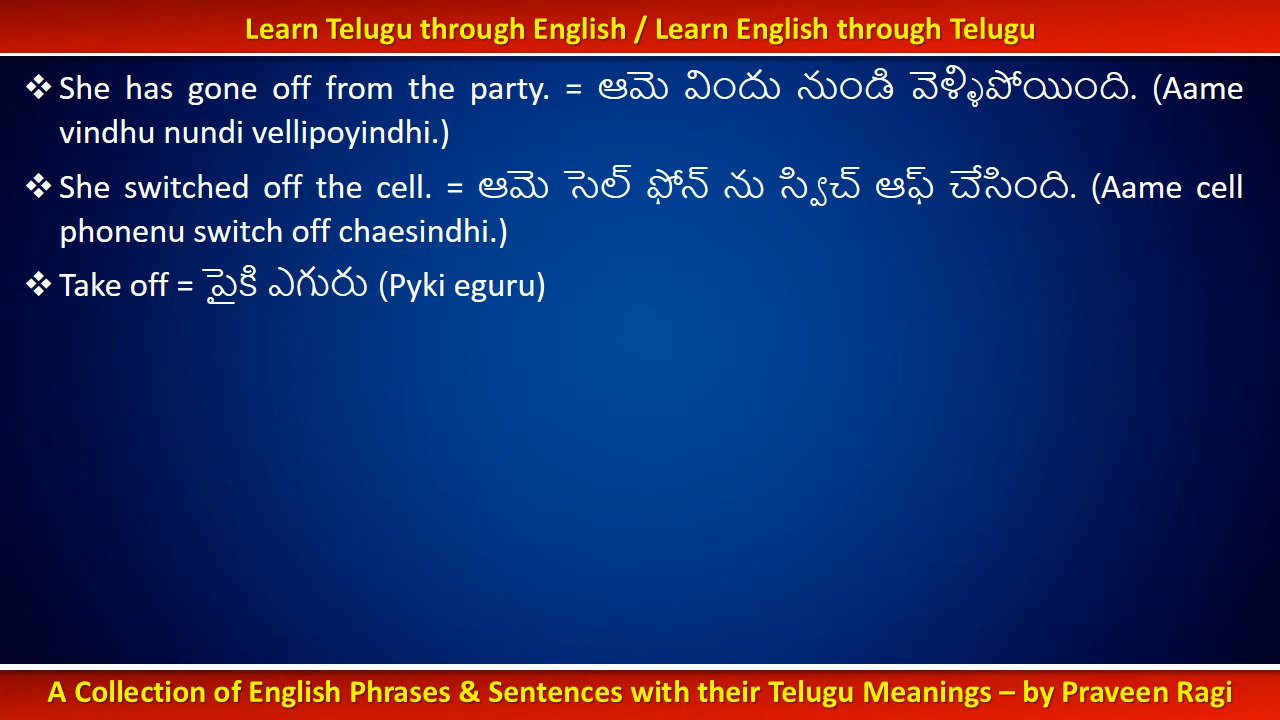 Learn Telugu through English / Learn English through Telugu
❖ She has gone off from the party. = ఆమె విందు నుండి వెళ్ళిపోయింది. (Aame
vindhu nundi vellipoyindhi.)
❖ She switched off the cell. = ఆమె సెల్ ఫోన్ ను స్విచ్ ఆఫ్ చేసింది. (Aame cell
phonenu switch off chaesindhi.)
❖ Take off = పైకి ఎగురు (Pyki eguru)
A Collection of English Phrases & Sentences with their Telugu Meanings – by Praveen Ragi